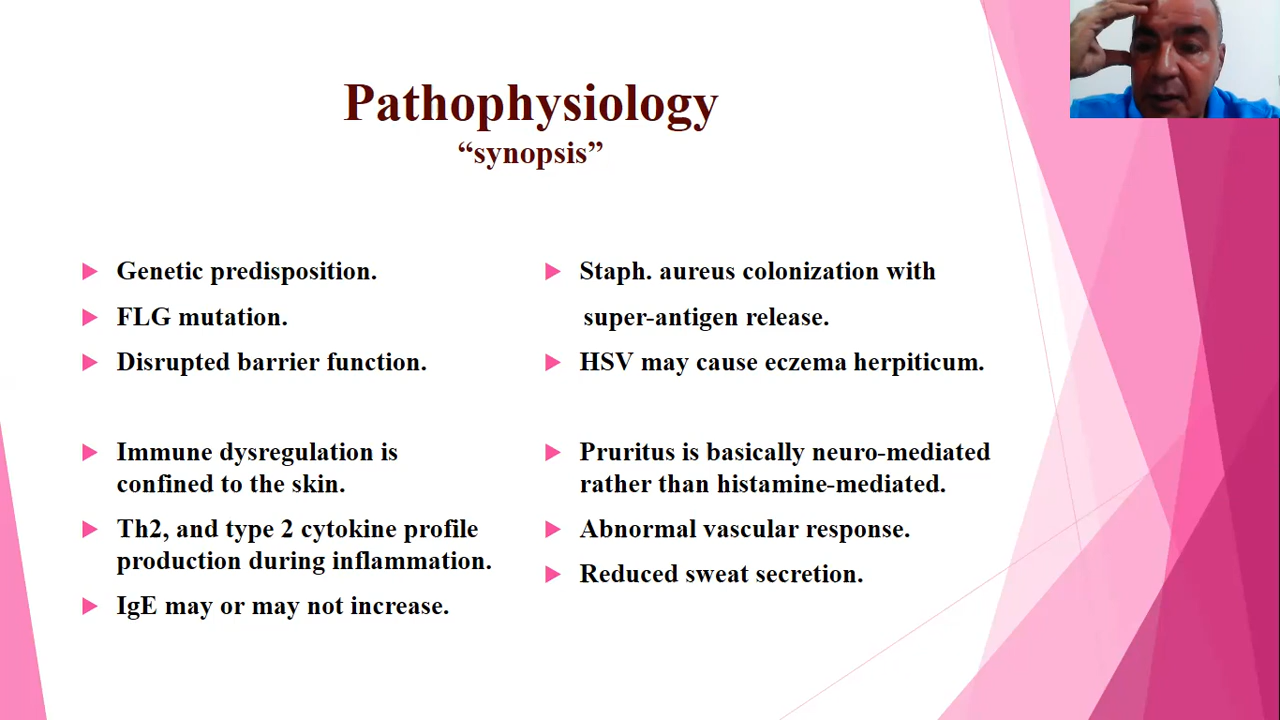 Pathophysiology
“synopsis”
Genetic predisposition.
FLG mutation.
Disrupted barrier function.
Immune dysregulation is
confined to the skin.
Th2, and type 2 cytokine profile
production during inflammation.
IgE may or may not increase.
Staph. aureus colonization with
super-antigen release.
HSV may cause eczema herpiticum.
Pruritus is basically neuro-mediated
rather than histamine-mediated.
Abnormal vascular response.
Reduced sweat secretion.